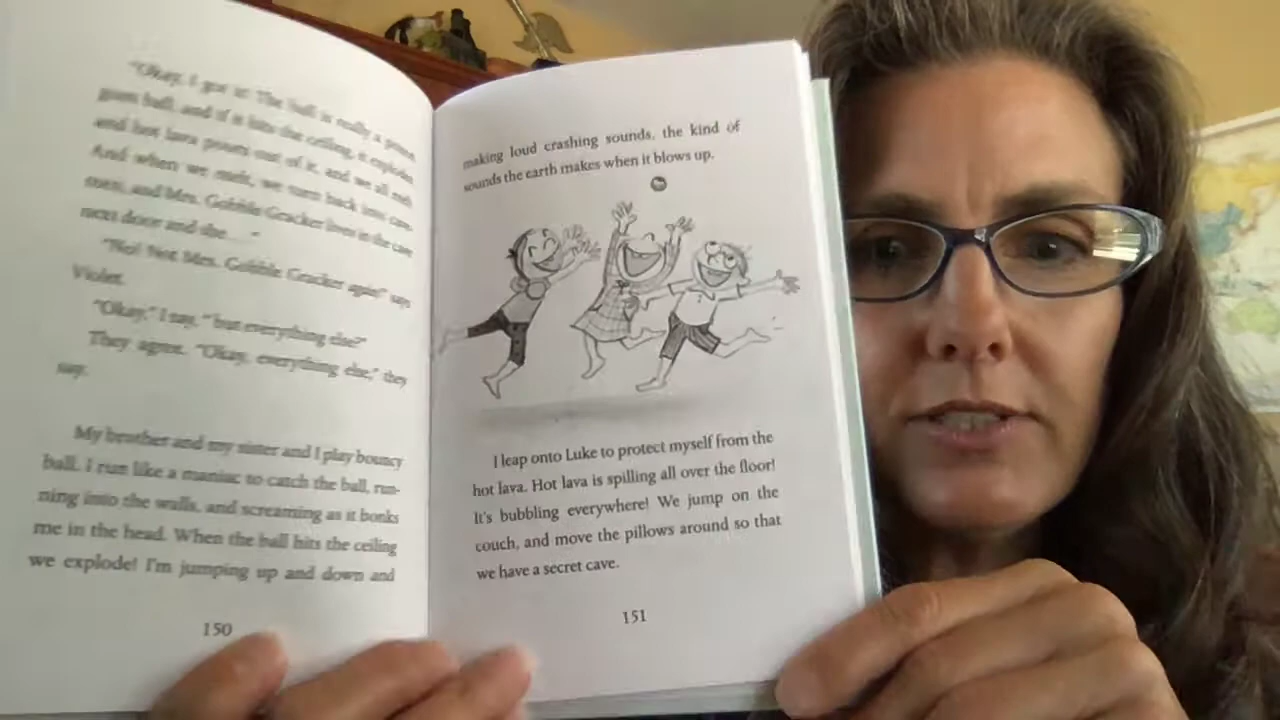 "Okay, I got it! The ball is really a poison
gum ball, and if it hits the ceiling, it explodes
and hot lava pours out of it, and we all melt.
And when we melt, we turn back into cave
men, and Mrs. Gobble Gracker lives in the cave
next door and she . . ."
"No! Not Mrs. Gobble Gracker again!" says
Violet.
"Okay," I say, "but everything else?"
They agree. "Okay, everything else," they
say.
My brother and my sister and I play bouncy
ball. I run like a maniac to catch the ball, run-
ning into the walls, and screaming as it bonks
me in the head. When the ball hits the ceiling
we explode! I'm jumping up and down and
150
making loud crashing sounds, the kind of
sounds the earth makes when it blows up.
I leap onto Luke to protect myself from the
hot lava. Hot lava is spilling all over the floor!
It's bubbling everywhere! We jump on the
couch, and move the pillows around so that
we have a secret cave.
151